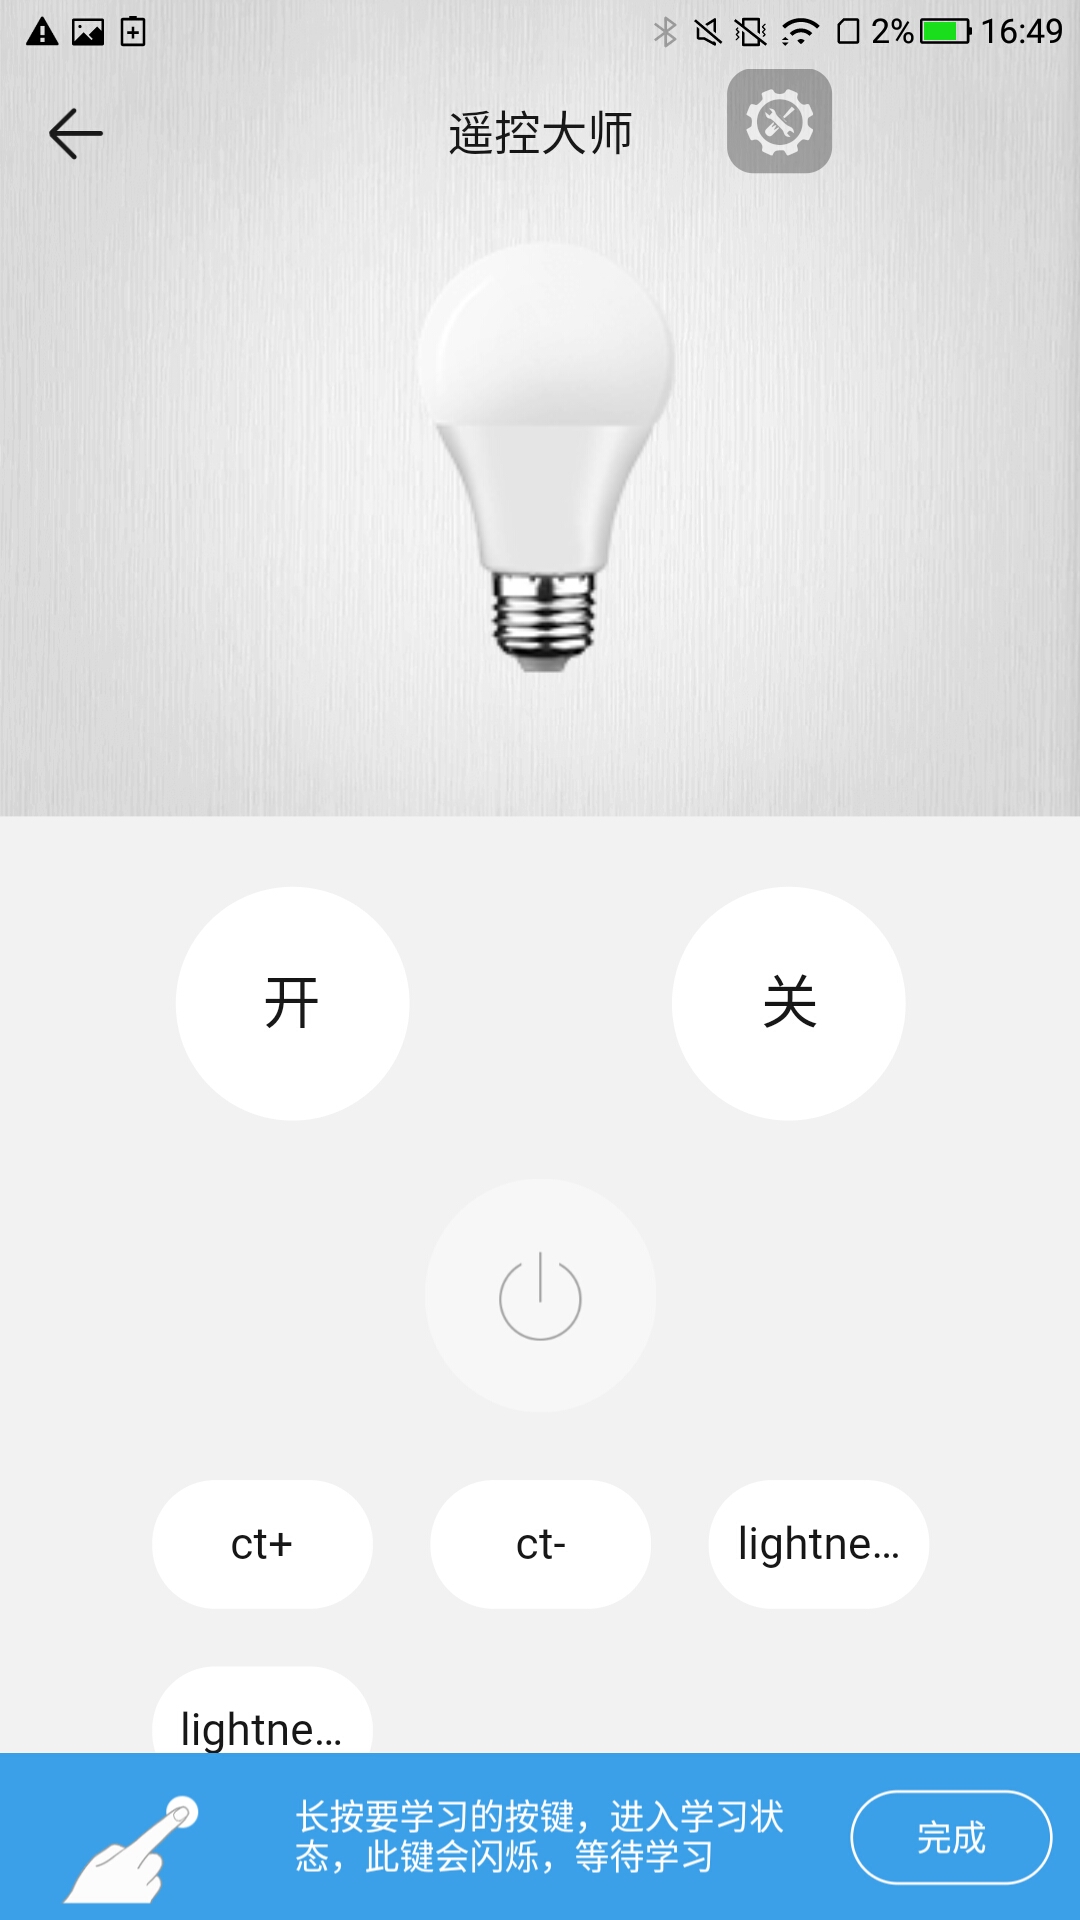 2% 16:49
遥控大师
开 关
ct+ ct- lightne...
lightne...
长按要学习的按键，进入学习状
态，此键会闪烁，等待学习
完成